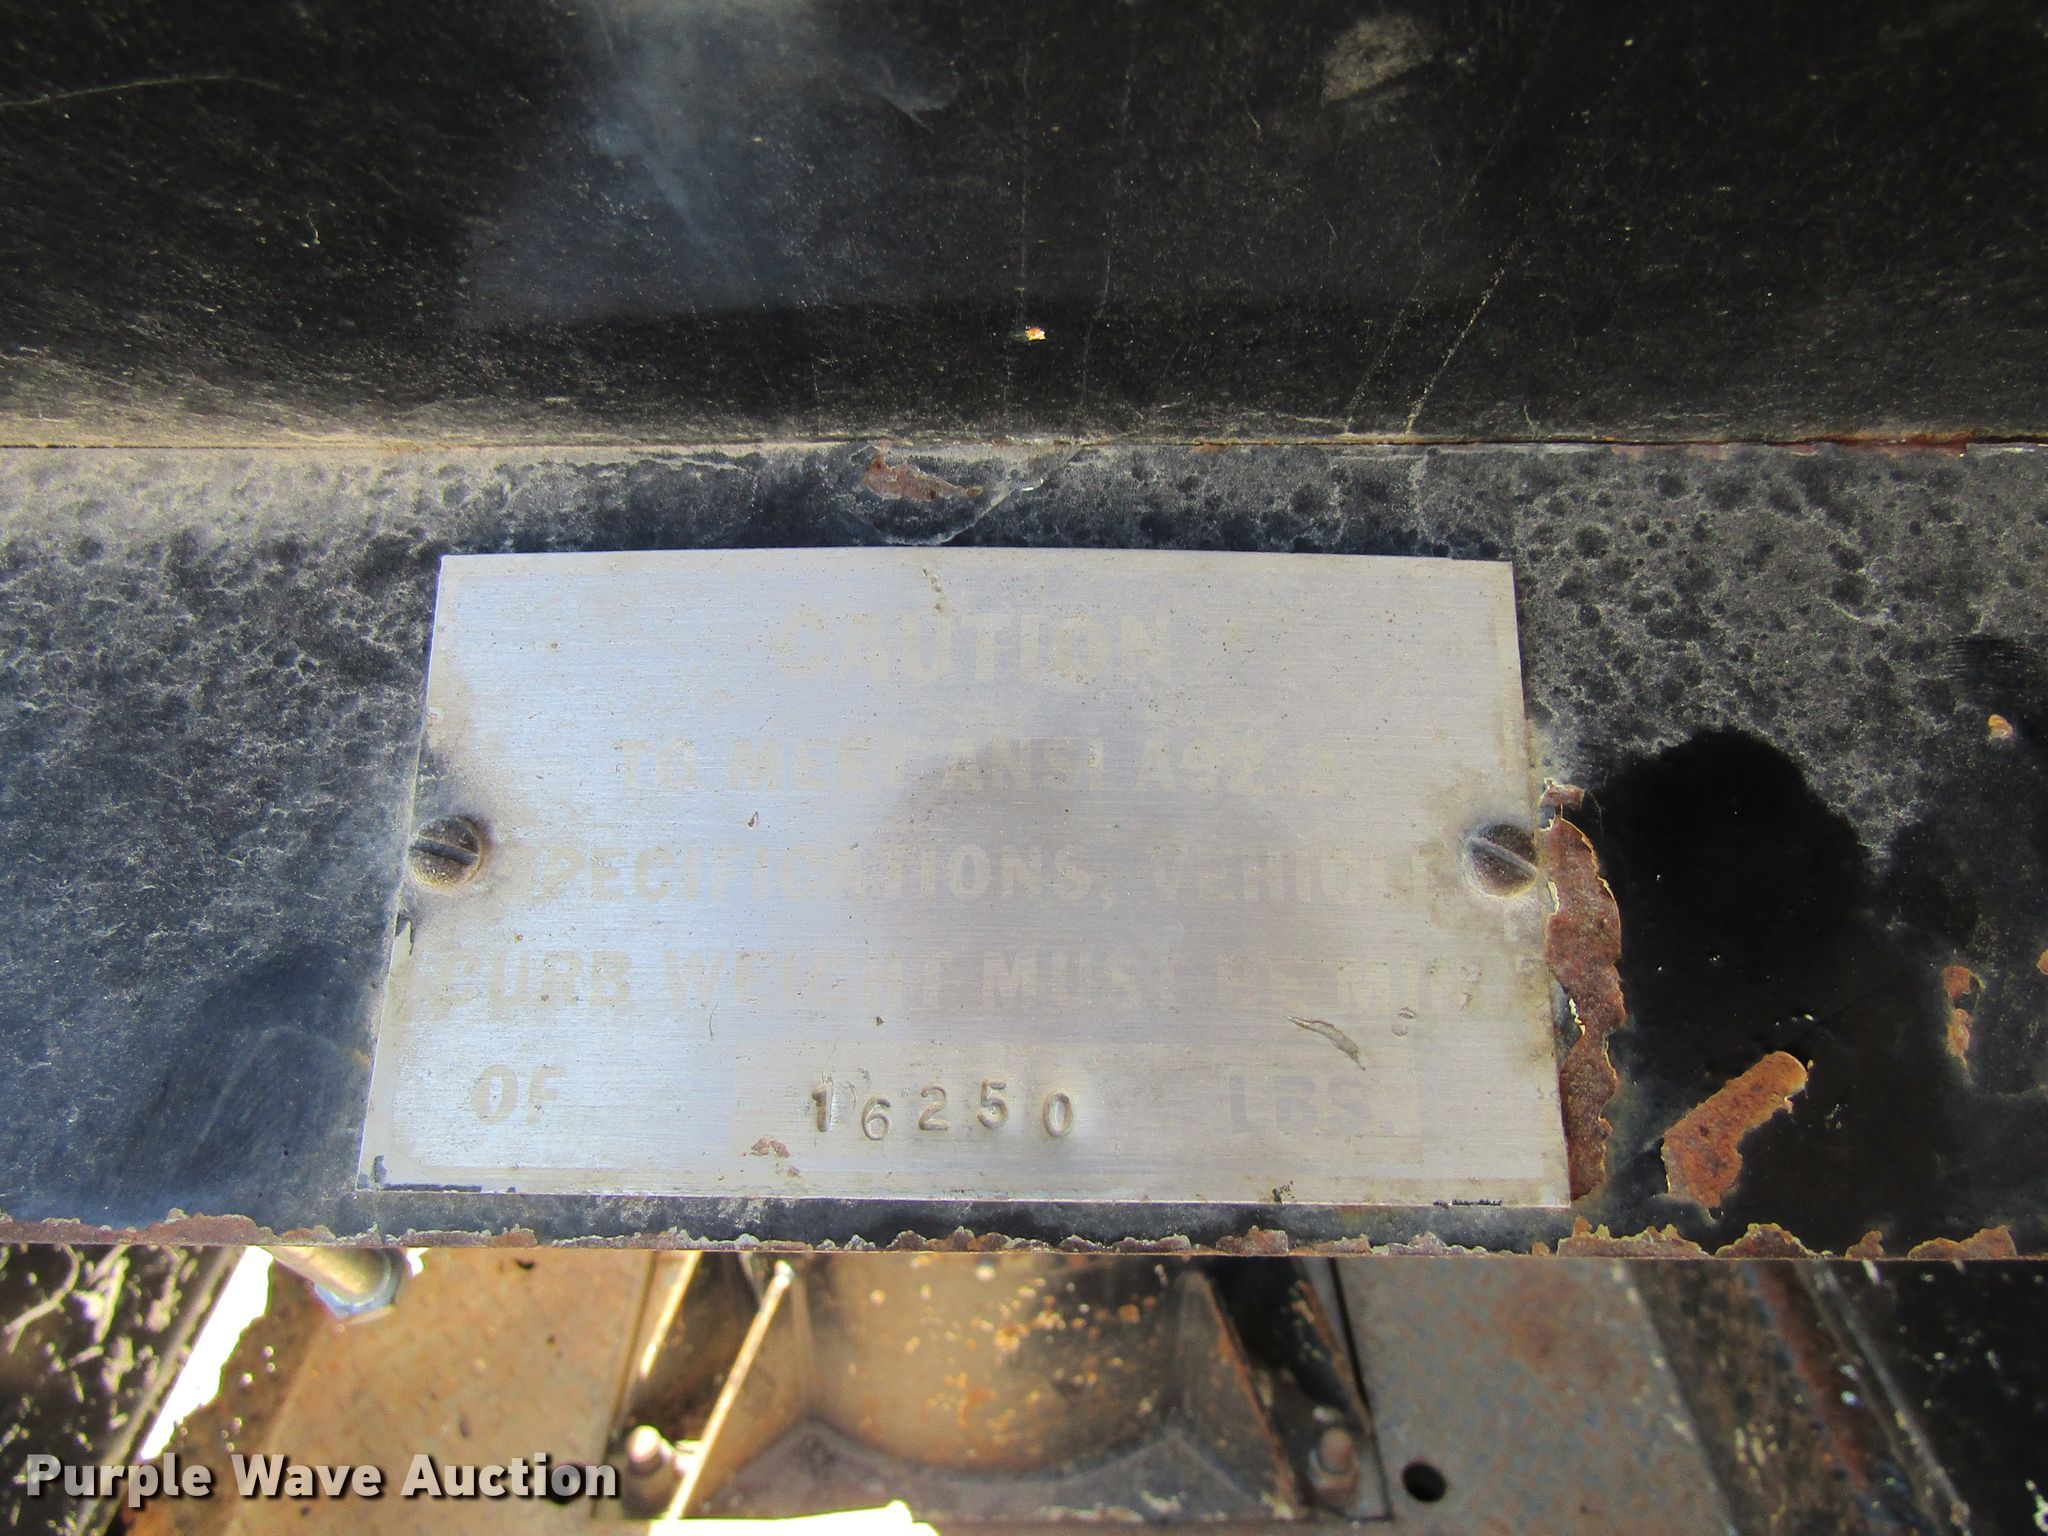 CAUTION
TO MEET ANSI A92.2
SPECIFICATIONS, VEHICLE
CURB WEIGHT MUST BE MIN
OF 16250 LBS.
Purple Wave Auction